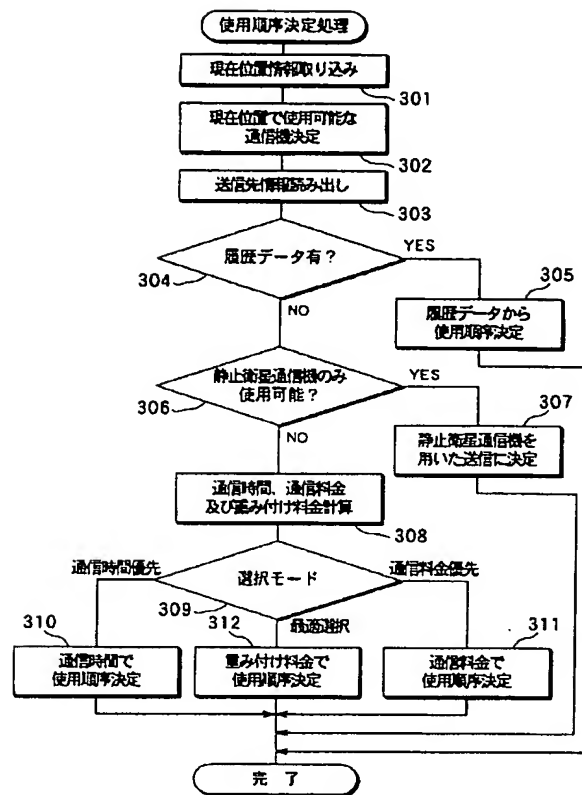 使用順序決定処理
現在位置情報取り込み
301
現在位置で使用可能な
通信機決定
302
送信先情報読み出し
303
履歴データ有？
YES
304
NO
305
履歴データから
使用順序決定
静止衛星通信機のみ
使用可能？
YES
306
NO
307
静止衛星通信機を
用いた送信に決定
通信時間、通信料金
及び重み付け料金計算
308
選択モード
通信時間優先
通信料金優先
309
最適選択
310
通信時間で
使用順序決定
312
重み付け料金で
使用順序決定
311
通信料金で
使用順序決定
完了